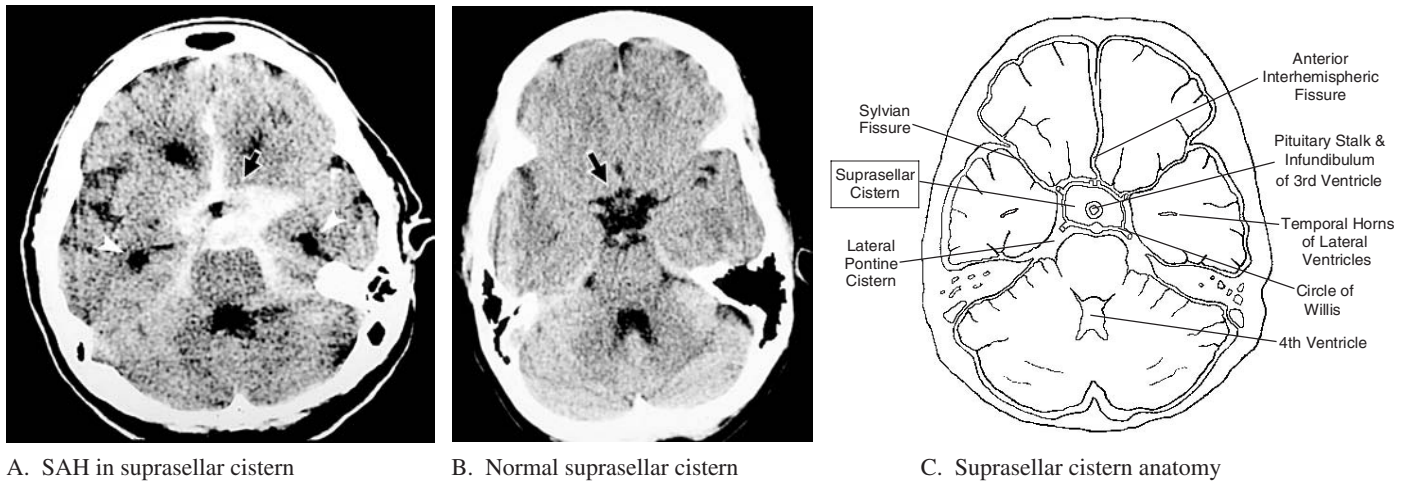 Anterior
Interhemispheric
Fissure
Sylvian
Fissure
Pituitary Stalk &
Infundibulum
of 3rd Ventricle
Suprasellar
Cistern
Temporal Horns
of Lateral
Ventricles
Lateral
Pontine
Cistern
Circle of
Willis
4th Ventricle
A. SAH in suprasellar cistern
B. Normal suprasellar cistern
C. Suprasellar cistern anatomy